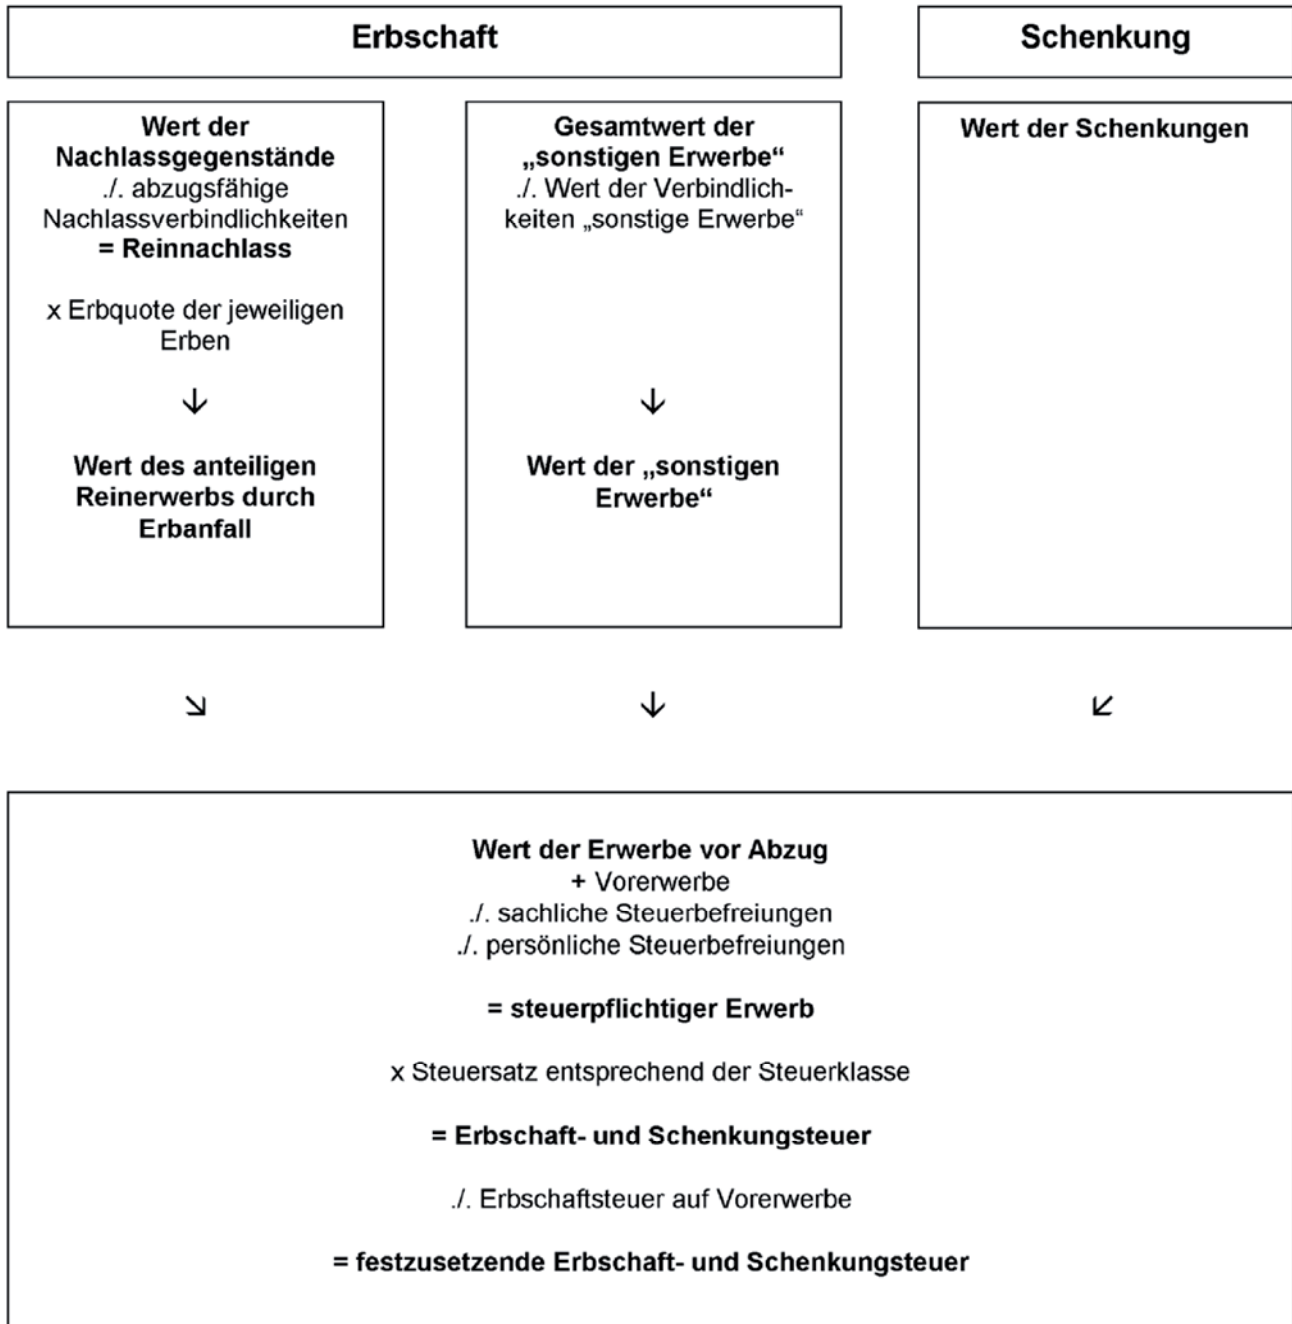 Erbschaft
Schenkung
Wert der
Nachlassgegenstände
./. abzugsfähige
Nachlassverbindlichkeiten
= Reinnachlass
x Erbquote der jeweiligen
Erben
↓
Wert des anteiligen
Reinerwerbs durch
Erbanfall
Gesamtwert der
„sonstigen Erwerbe“
./. Wert der Verbindlich-
keiten „sonstige Erwerbe“
↓
Wert der „sonstigen
Erwerbe“
Wert der Schenkungen
↘ ↓ ↙
Wert der Erwerbe vor Abzug
+ Vorerwerbe
./. sachliche Steuerbefreiungen
./. persönliche Steuerbefreiungen
= steuerpflichtiger Erwerb
x Steuersatz entsprechend der Steuerklasse
= Erbschaft- und Schenkungsteuer
./. Erbschaftsteuer auf Vorerwerbe
= festzusetzende Erbschaft- und Schenkungsteuer